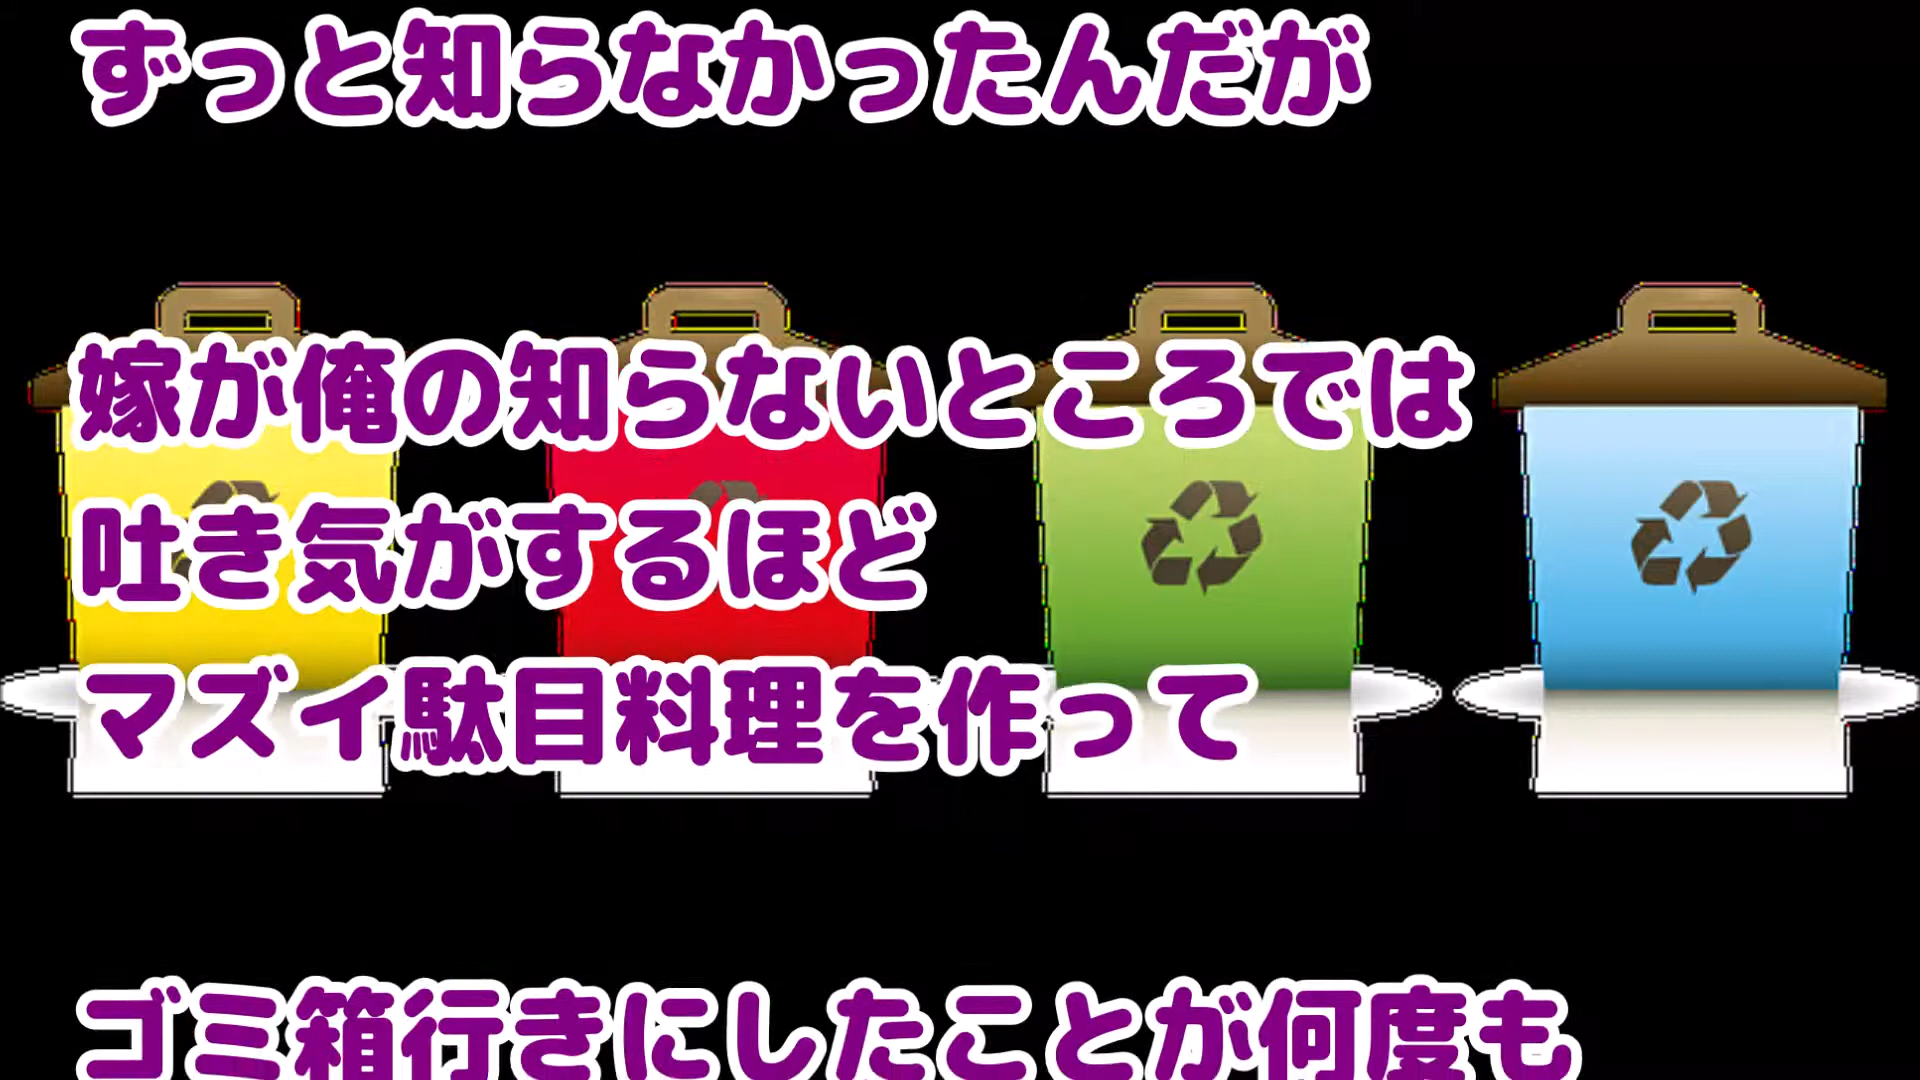 ずっと知らなかったんだが
嫁が俺の知らないところでは
吐き気がするほど
マズイ駄目料理を作って
ゴミ箱行きにしたことが何度も